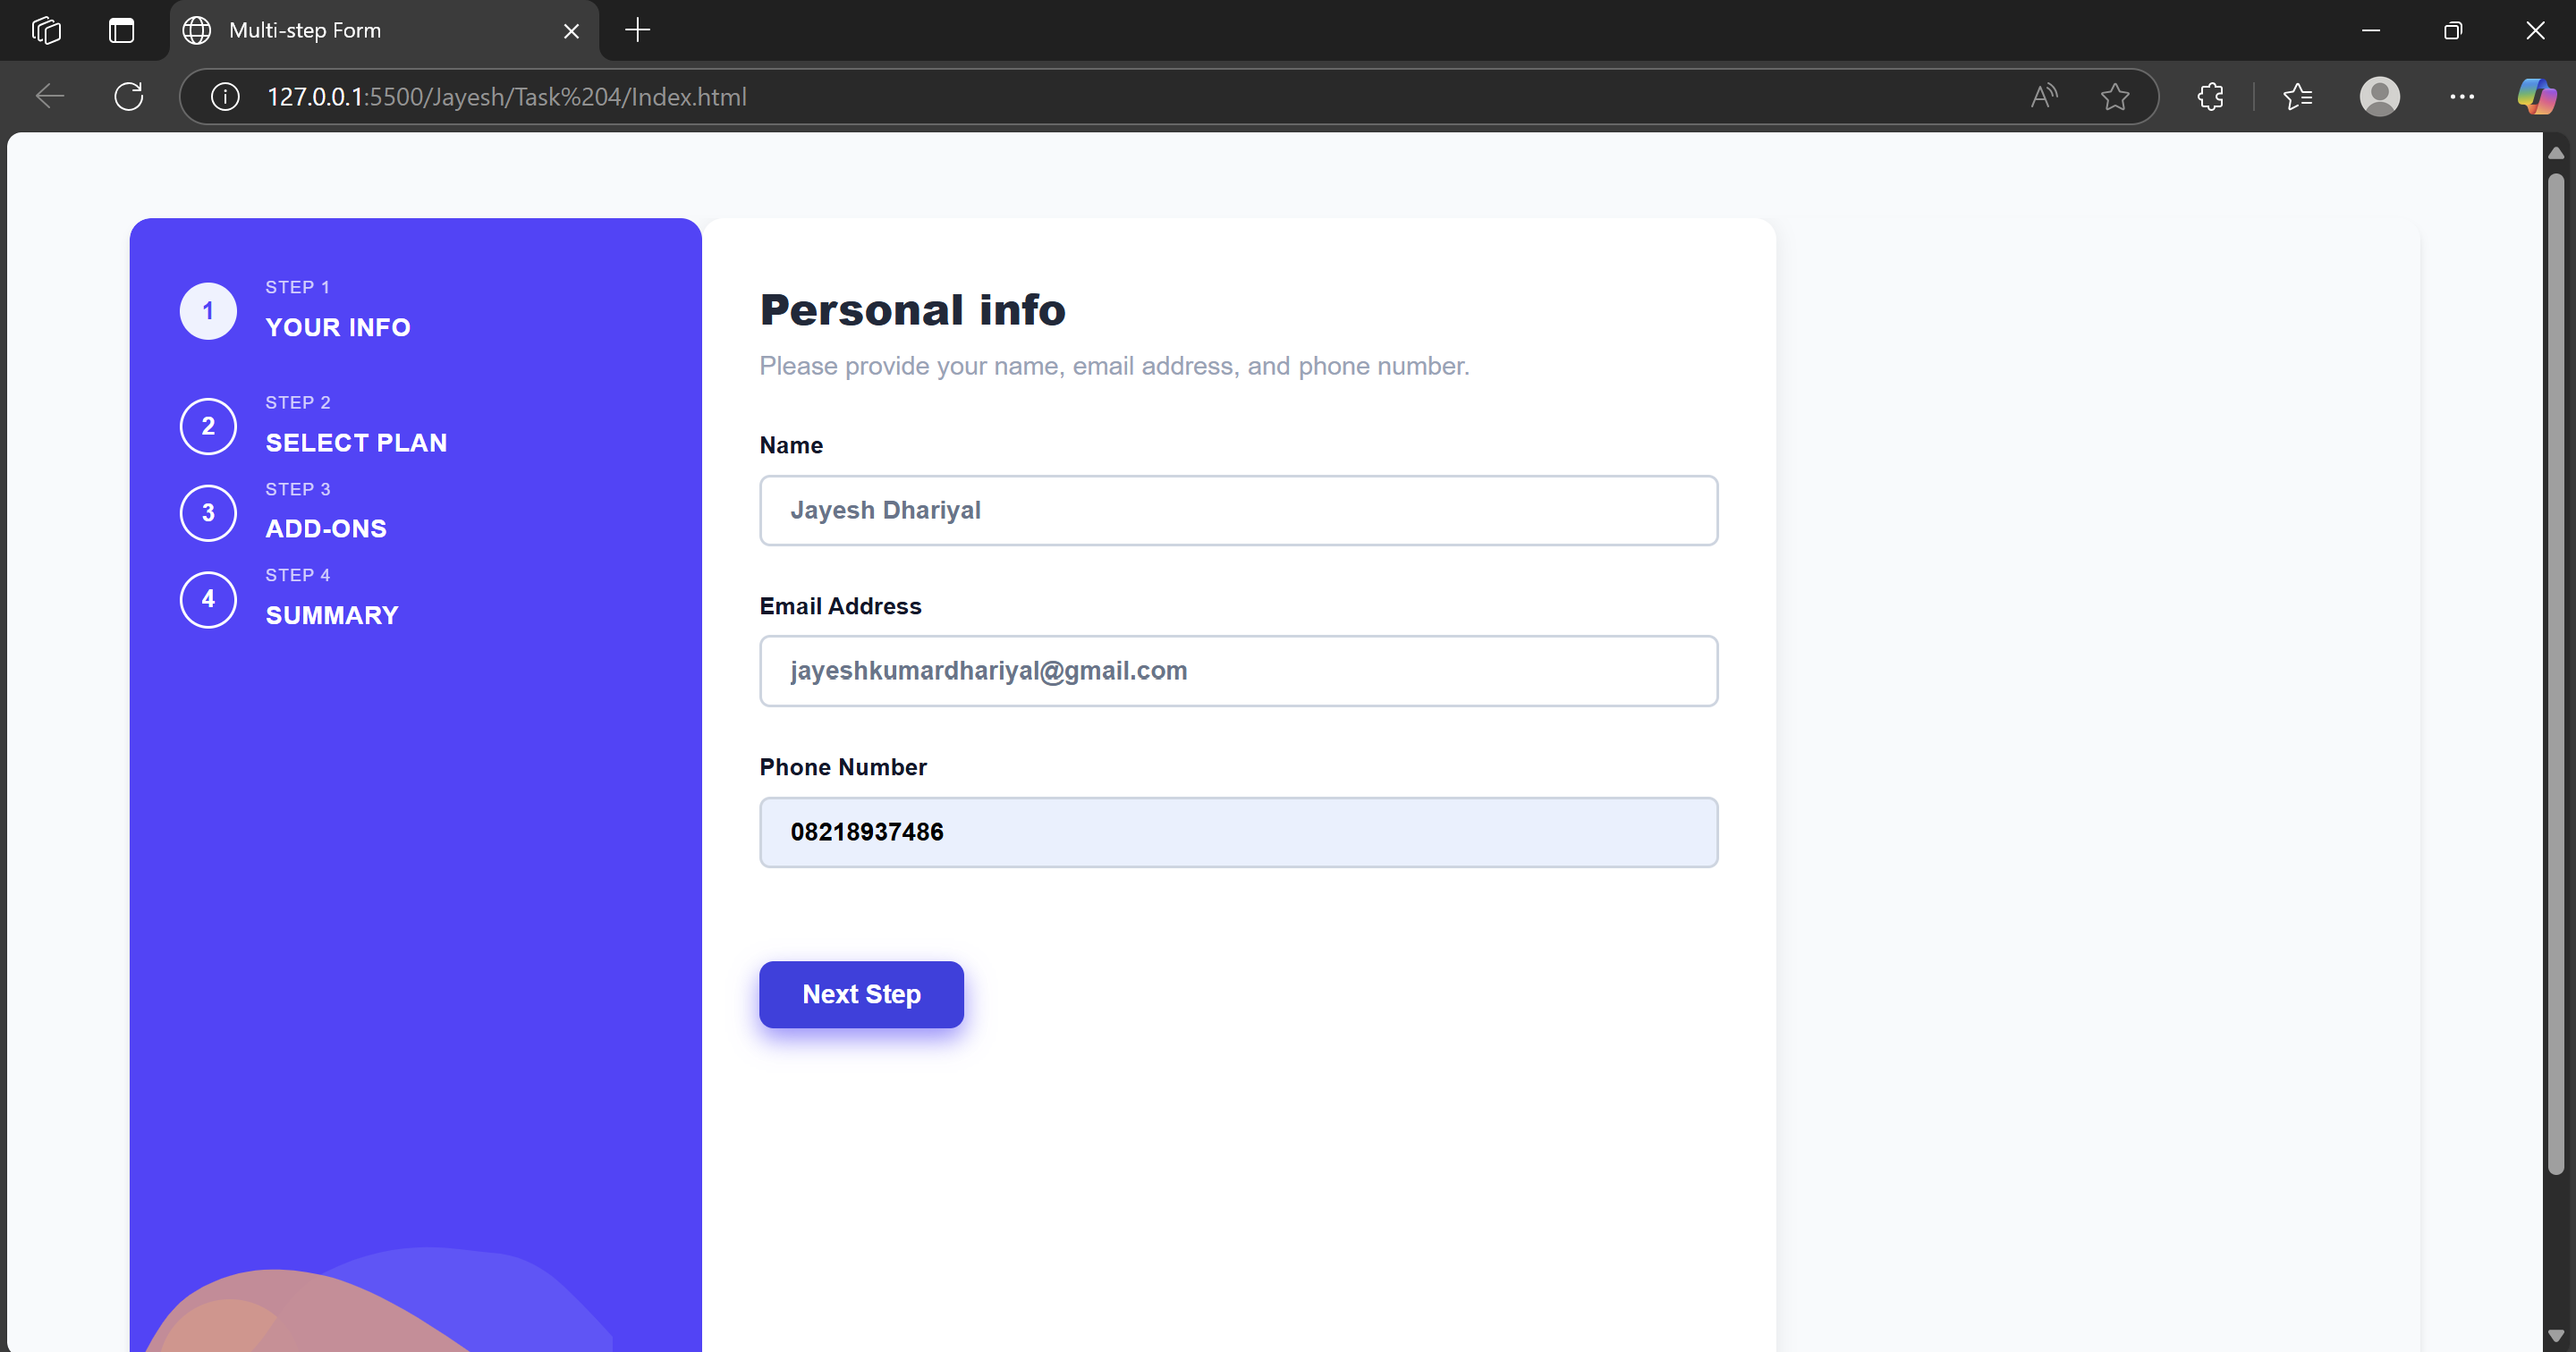 Multi-step Form
127.0.0.1:5500/Jayesh/Task%204/Index.html
1
STEP 1
YOUR INFO
2
STEP 2
SELECT PLAN
3
STEP 3
ADD-ONS
4
STEP 4
SUMMARY
Personal info
Please provide your name, email address, and phone number.
Name
Jayesh Dhariyal
Email Address
jayeshkumardhariyal@gmail.com
Phone Number
08218937486
Next Step